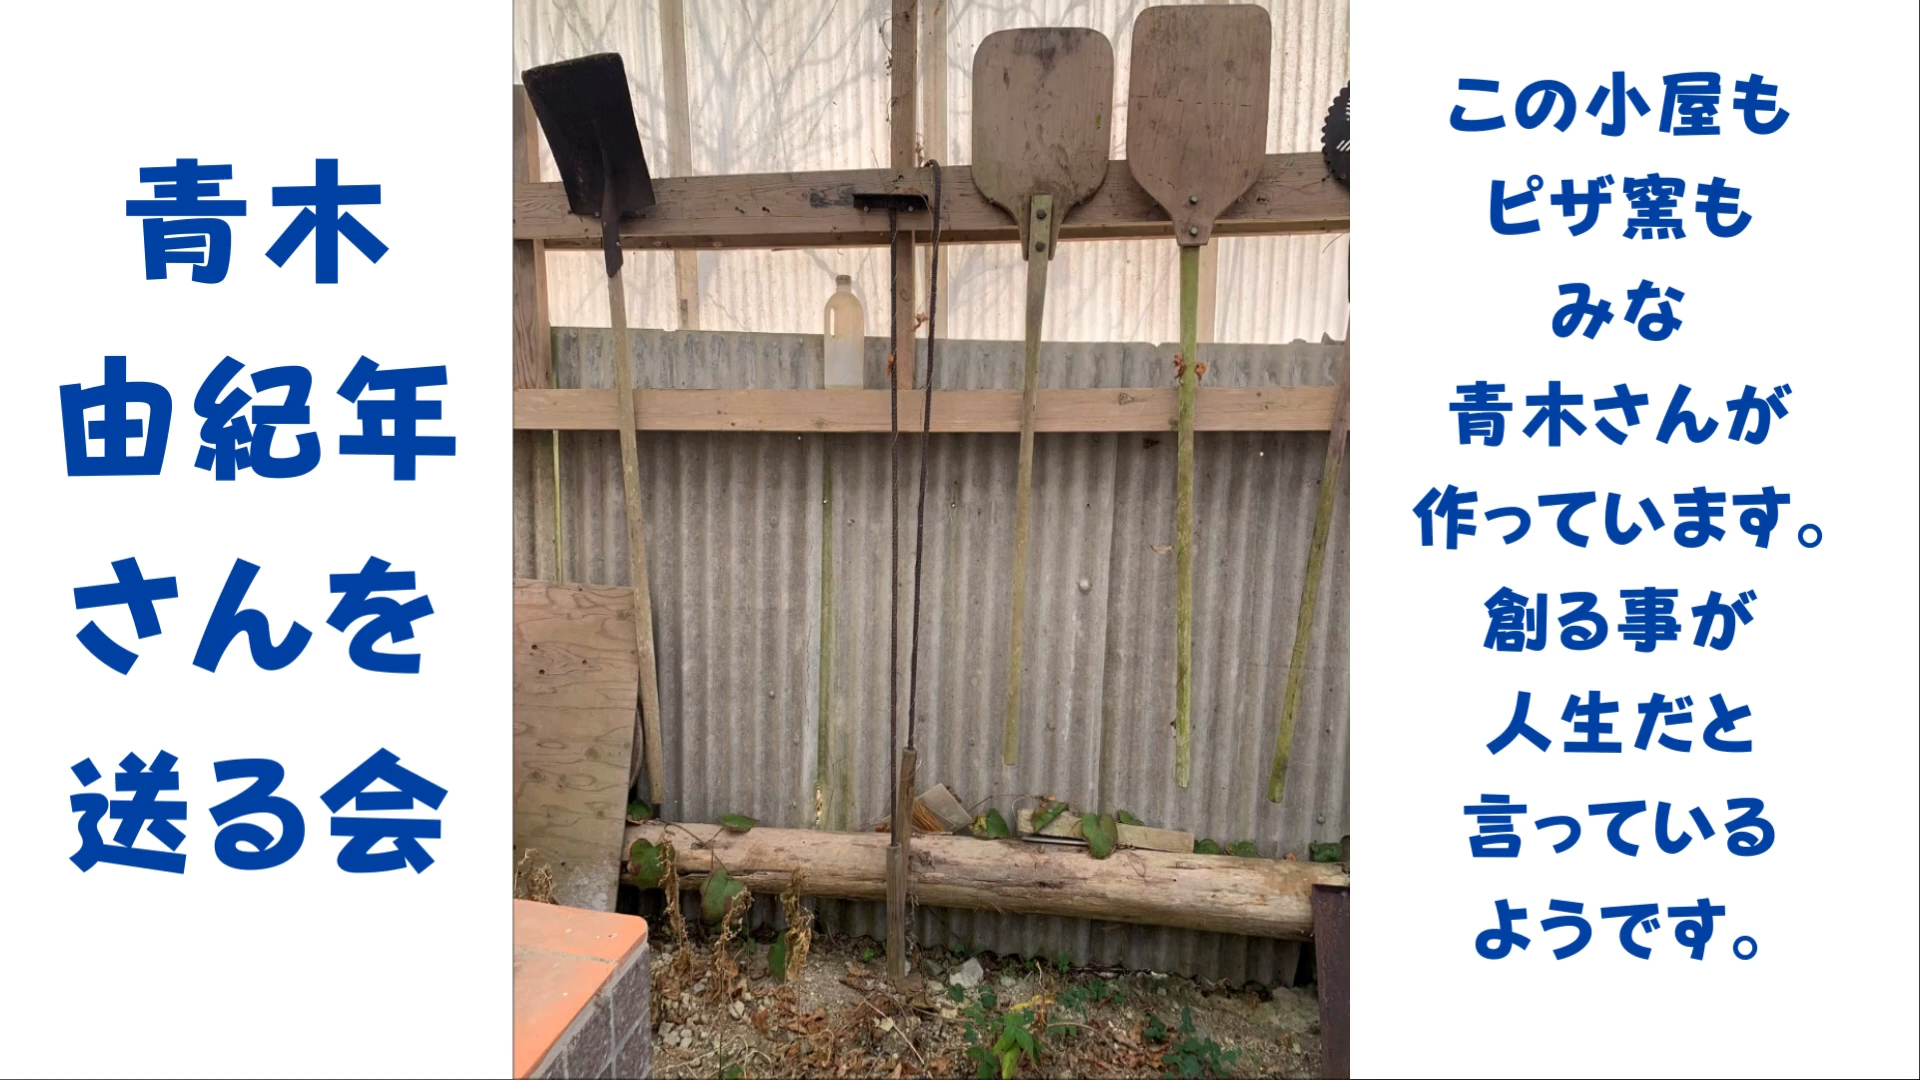 青木
由紀年
さんを
送る会
この小屋も
ピザ窯も
みな
青木さんが
作っています。
創る事が
人生だと
言っている
ようです。